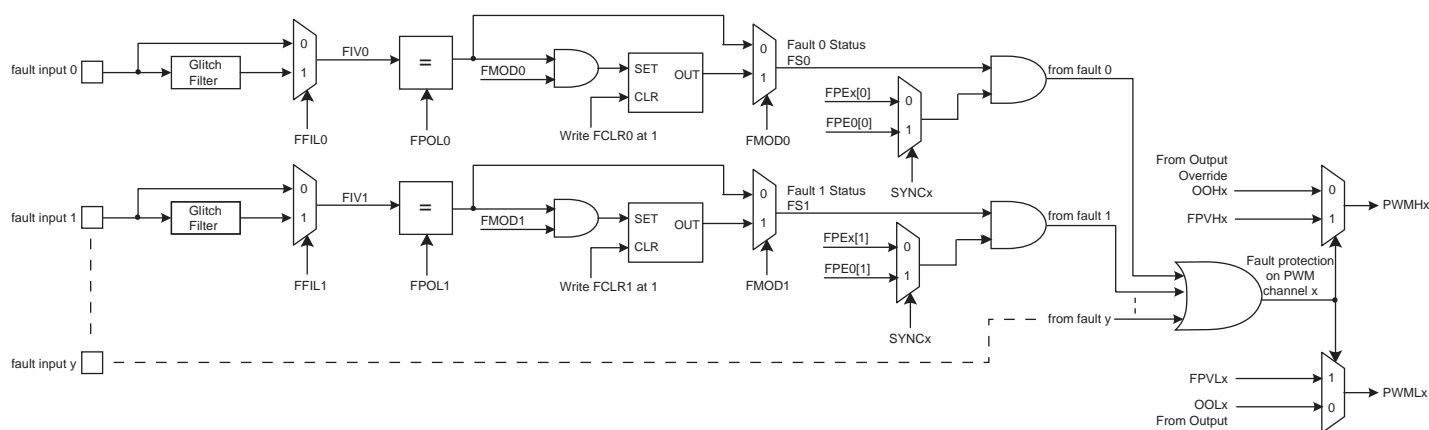 fault input 0
Glitch
Filter
0
1
FFIL0
FIV0
=
FPOL0
FMOD0
SET
OUT
CLR
Write FCLR0 at 1
0
1
FMOD0
Fault 0 Status
FS0
FPEx[0]
FPE0[0]
0
1
SYNCx
from fault 0
fault input 1
Glitch
Filter
0
1
FFIL1
FIV1
=
FPOL1
FMOD1
SET
OUT
CLR
Write FCLR1 at 1
0
1
FMOD1
Fault 1 Status
FS1
FPEx[1]
FPE0[1]
0
1
SYNCx
from fault 1
fault input y
from fault y
From Output
Override
OOHx
FPVHx
0
1
PWMHx
Fault protection
on PWM
channel x
FPVLx
OOLx
From Output
1
0
PWMLx